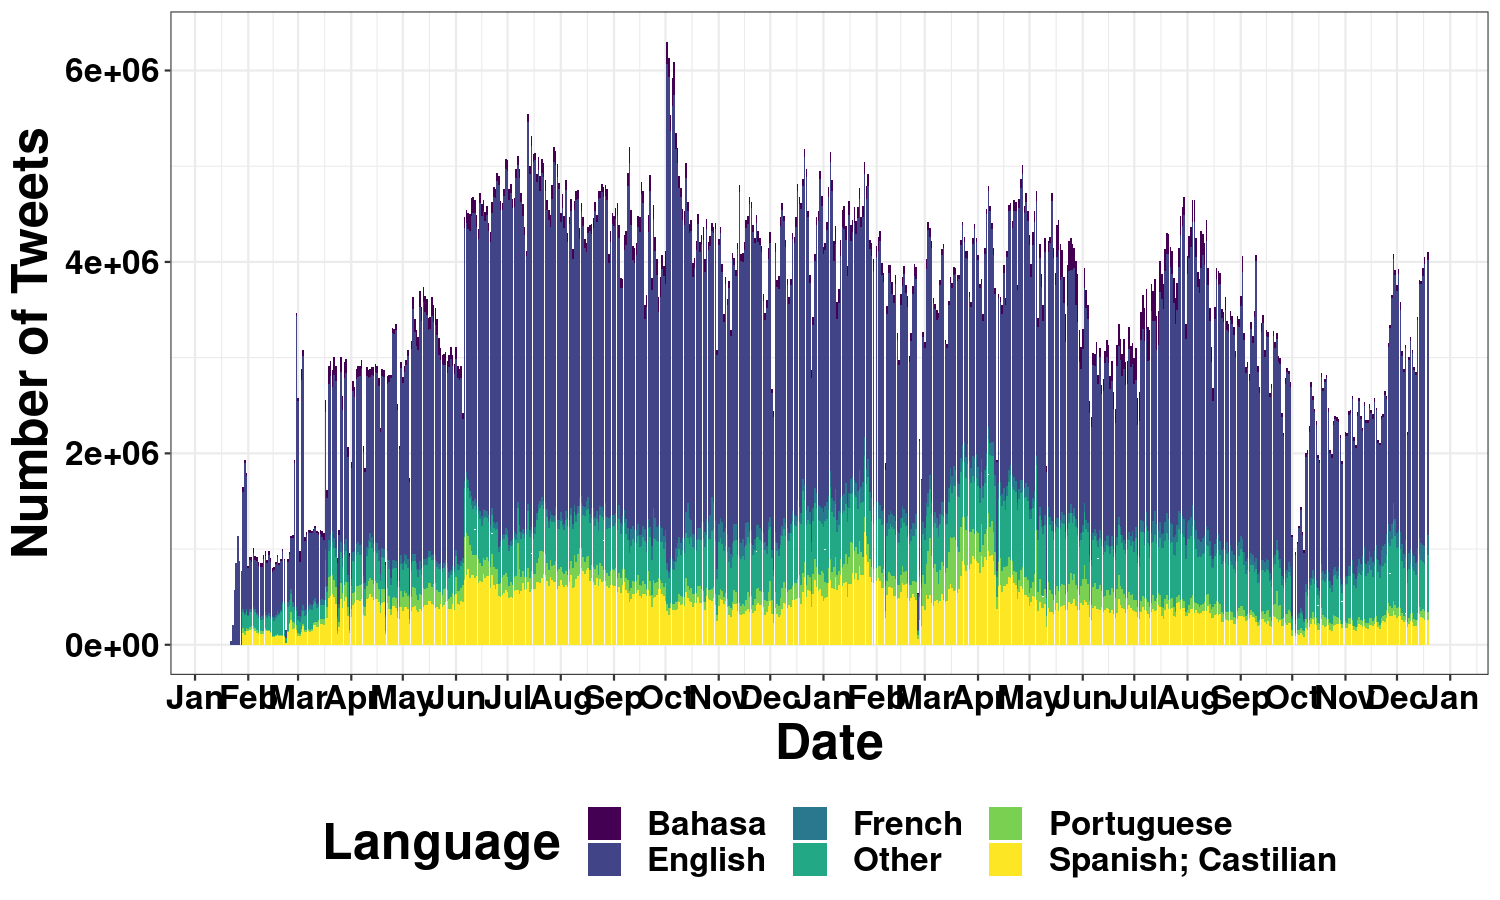 Number of Tweets
6e+06
4e+06
2e+06
0e+00
Jan Feb Mar Apr May Jun Jul Aug Sep Oct Nov Dec Jan Feb Mar Apr May Jun Jul Aug Sep Oct Nov Dec Jan
Date
Language
Bahasa French Portuguese
English Other Spanish; Castilian